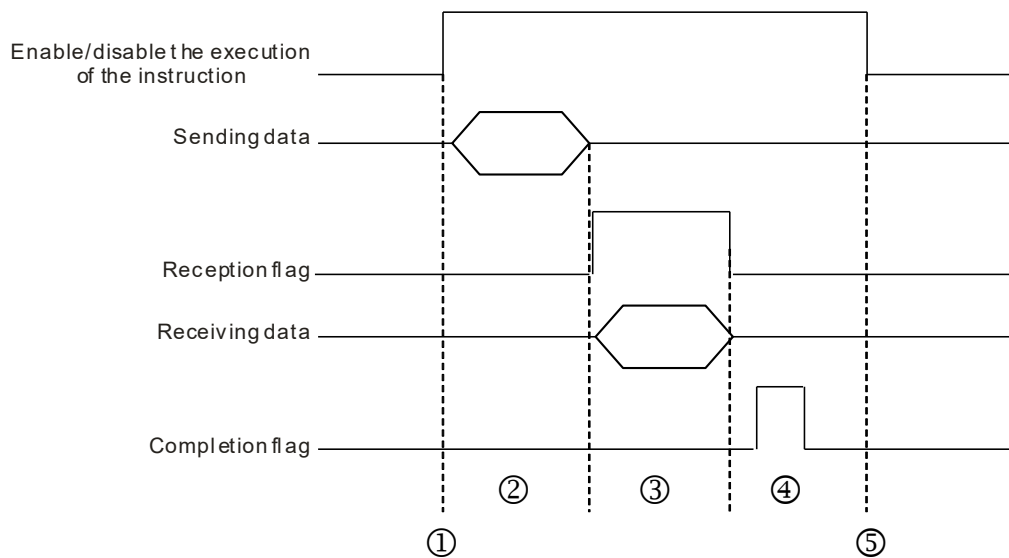 Enable/disable the execution
of the instruction
Sending data
Reception flag
Receiving data
Completion flag
② ③ ④
① ⑤